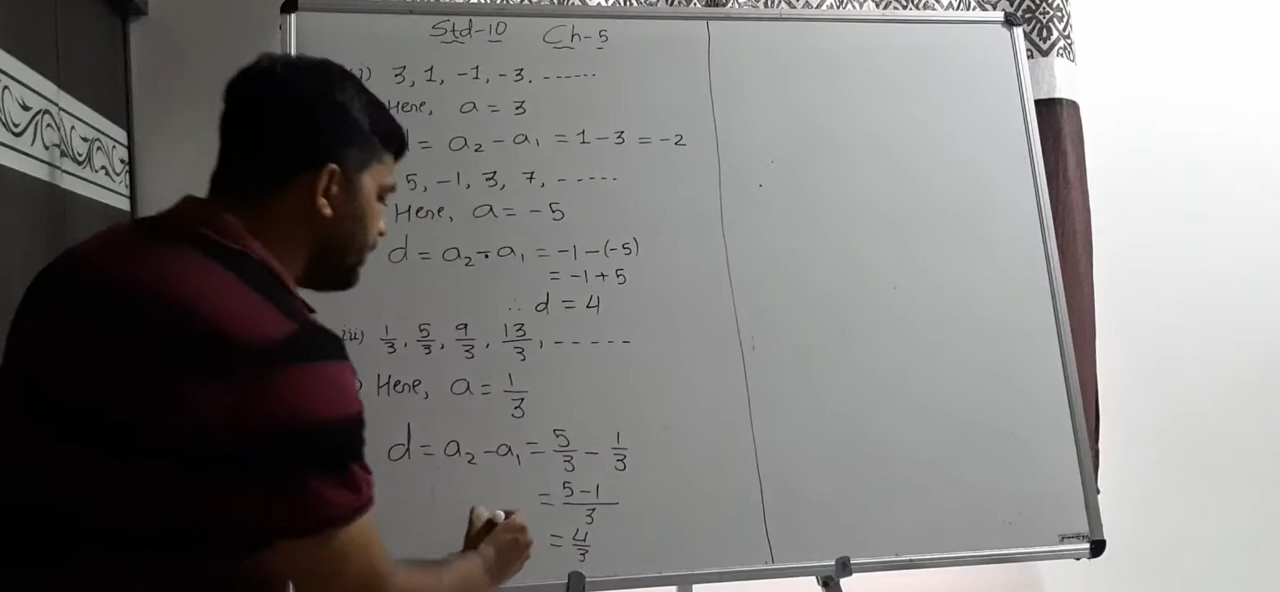 Std-10 Ch-5
i) 3, 1, -1, -3. ------
Here, a = 3
d = a₂ - a₁ = 1 - 3 = -2
5, -1, 3, 7, -----
Here, a = -5
d = a₂ - a₁ = -1 - (-5)
= -1 + 5
∴ d = 4
iii) 1/3, 5/3, 9/3, 13/3, -----
Here, a = 1/3
d = a₂ - a₁ = 5/3 - 1/3
= 5-1/3
= 4/3